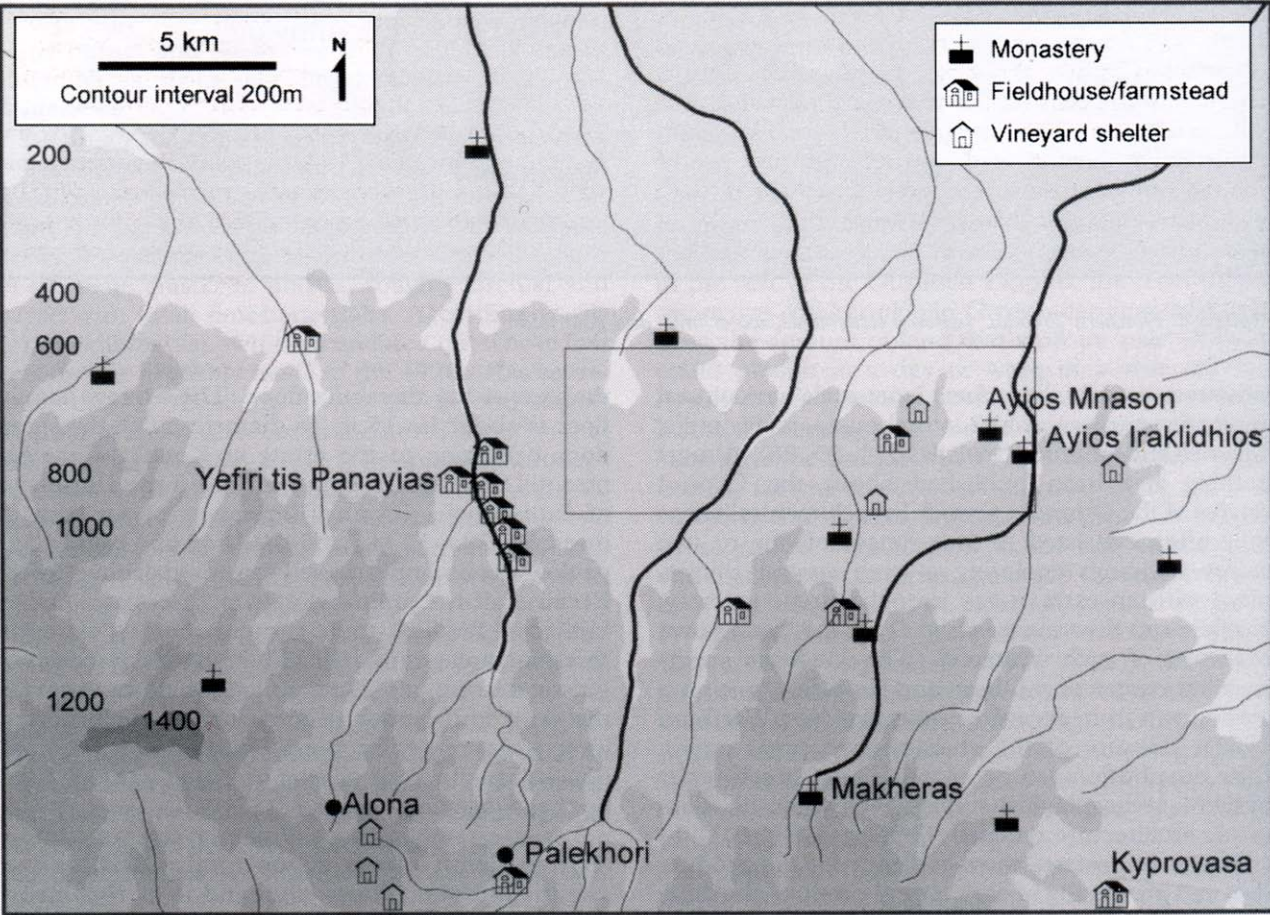 5 km
N
Contour interval 200m
Monastery
Fieldhouse/farmstead
Vineyard shelter
200
400
600
Ayios Mnason
Ayios Iraklidhios
800
Yefiri tis Panayias
1000
1200
1400
Makheras
Alona
Palekhori
Kyprovasa